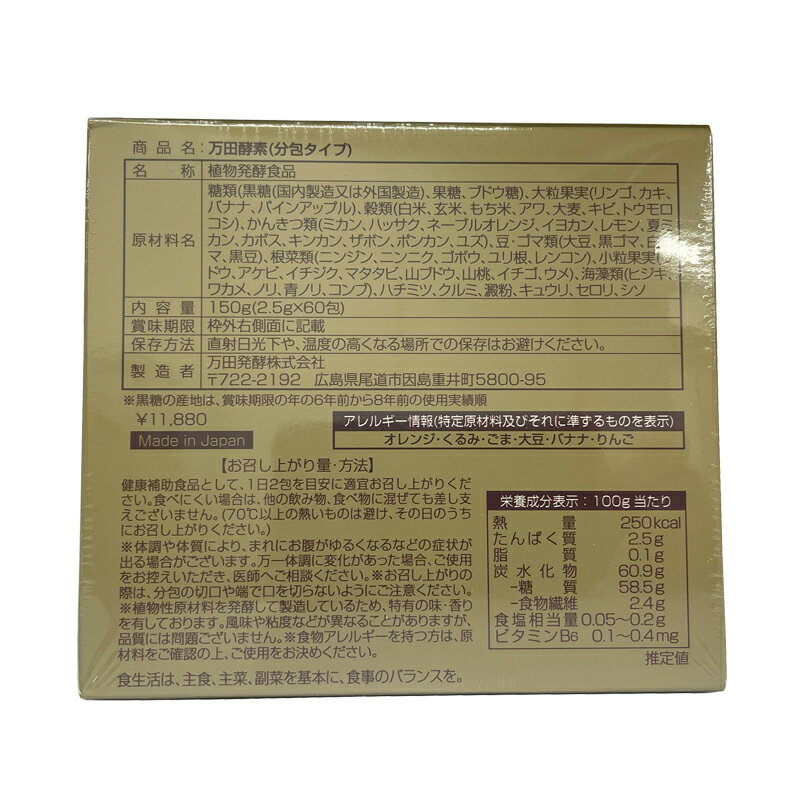 商品名：万田酵素(分包タイプ)
名称 植物発酵食品
原材料名 糖類(黒糖(国内製造又は外国製造)、果糖、ブドウ糖)、大粒果実(リンゴ、カキ、
バナナ、パインアップル)、穀類(白米、玄米、もち米、アワ、大麦、キビ、トウモロ
コシ)、かんきつ類(ミカン、ハッサク、ネーブルオレンジ、イヨカン、レモン、夏ミ
カン、カボス、キンカン、ザボン、ポンカン、ユズ)、豆・ゴマ類(大豆、黒ゴマ、白ゴ
マ、黒豆)、根菜類(ニンジン、ニンニク、ゴボウ、ユリ根、レンコン)、小粒果実(ブ
ドウ、アケビ、イチジク、マタタビ、山ブドウ、山桃、イチゴ、ウメ)、海藻類(ヒジキ、
ワカメ、ノリ、青ノリ、コンブ)、ハチミツ、クルミ、澱粉、キュウリ、セロリ、シソ
内容量 150g(2.5g×60包)
賞味期限 枠外右側面に記載
保存方法 直射日光下や、温度の高くなる場所での保存はお避けください。
製造者 万田発酵株式会社
〒722-2192 広島県尾道市因島重井町5800-95
※黒糖の産地は、賞味期限の年の6年前から8年前の使用実績順
¥11,880
Made in Japan
アレルギー情報(特定原材料及びそれに準ずるものを表示)
オレンジ・くるみ・ごま・大豆・バナナ・りんご
【お召し上がり量・方法】
健康補助食品として、1日2包を目安に適宜お召し上がりくだ
さい。食べにくい場合は、他の飲み物、食べ物に混ぜても差し支
えございません。(70℃以上の熱いものは避け、その日のうち
にお召し上がりください。)
※体調や体質により、まれにお腹がゆるくなるなどの症状が
出る場合がございます。万一体調に変化があった場合、ご使用
をお控えいただき、医師へご相談ください。※お召し上がりの
際は、分包の切口や端で口を切らないようにご注意ください。
※植物性原材料を発酵して製造しているため、特有の味・香り
を有しております。風味や粘度などが異なることがありますが、
品質には問題ございません。※食物アレルギーを持つ方は、原
材料をご確認の上、ご使用をお決めください。
食生活は、主食、主菜、副菜を基本に、食事のバランスを。
栄養成分表示：100g当たり
熱量 250kcal
たんぱく質 2.5g
脂質 0.1g
炭水化物 60.9g
-糖質 58.5g
-食物繊維 2.4g
食塩相当量 0.05～0.2g
ビタミンB6 0.1～0.4mg
推定値